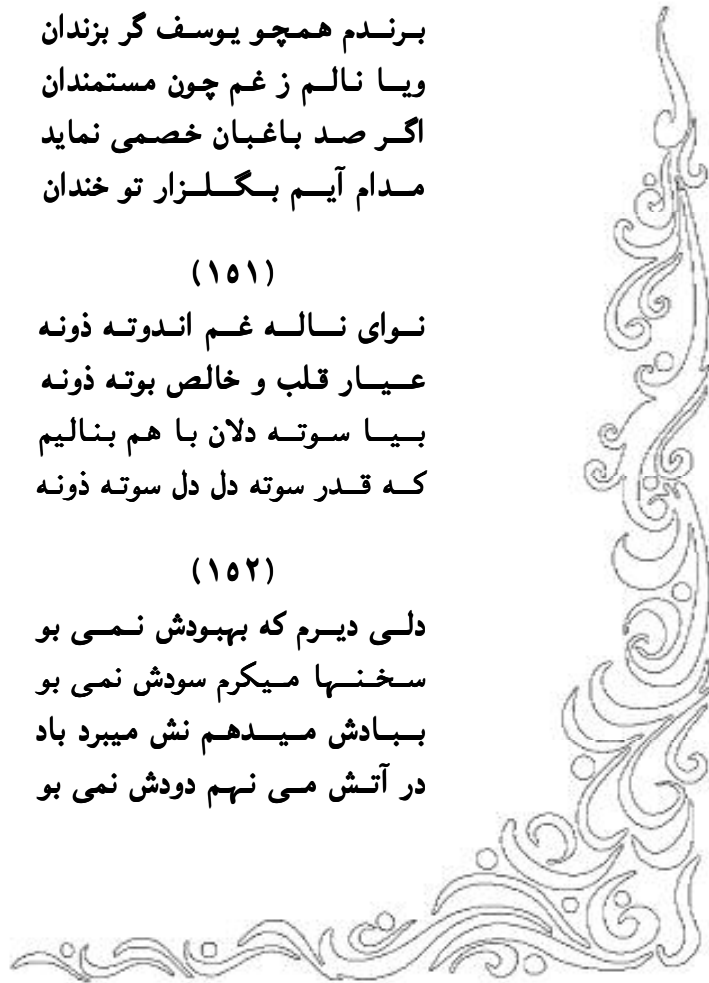 برندم همچو یوسف گر بزندان
ویا نالم ز غم چون مستمندان
اگر صد باغبان خصمی نماید
مدام آیم بگلزار تو خندان
(۱۵۱)
نوای ناله غم اندوته ذونه
عیار قلب و خالص بوته ذونه
بیا سوته دلان با هم بنالیم
که قدر سوته دل دل سوته ذونه
(۱۵۲)
دلی دیرم که بهبودش نمی بو
سخنها میکرم سودش نمی بو
ببادش میدهم نش میبرد باد
در آتش می نهم دودش نمی بو